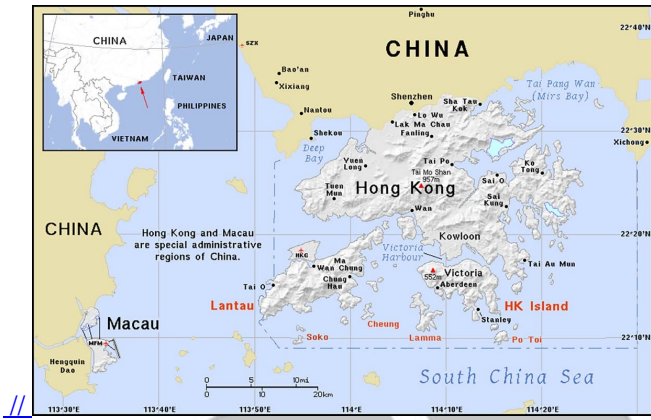 Pinghu
22°40'N
CHINA
JAPAN
TAIWAN
PHILIPPINES
VIETNAM
SZX
CHINA
Bao'an
Xixiang
Nantou
Shekou
Deep
Bay
Shenzhen
Lo Wu
Lak Ma Chau
Fanling
Sha Tau
Kok
Tai Pang Wan
(Mirs Bay)
22°30'N
Xichong
Yuen
Long
Tai Po
Tai Mo Shan
957m
Ko
Tong
Sai O
Tuen
Mun
Hong Kong
Sai
Kung
Wan
CHINA
Hong Kong and Macau
are special administrative
regions of China.
Kowloon
22°20'N
Victoria
Harbour
HKG
Ma
Wan Chung
Chung
Hau
Tai O
552m
Victoria
Aberdeen
Tai Au Mun
Lantau
HK Island
Stanley
Cheung
Soko
Lamma
Po Toi
22°10'N
Macau
MFM
Hengquin
Dao
0 5 10mi
0 10 20km
South China Sea
113°30'E 113°40'E 113°50'E 114°E 114°10'E 114°20'E
//